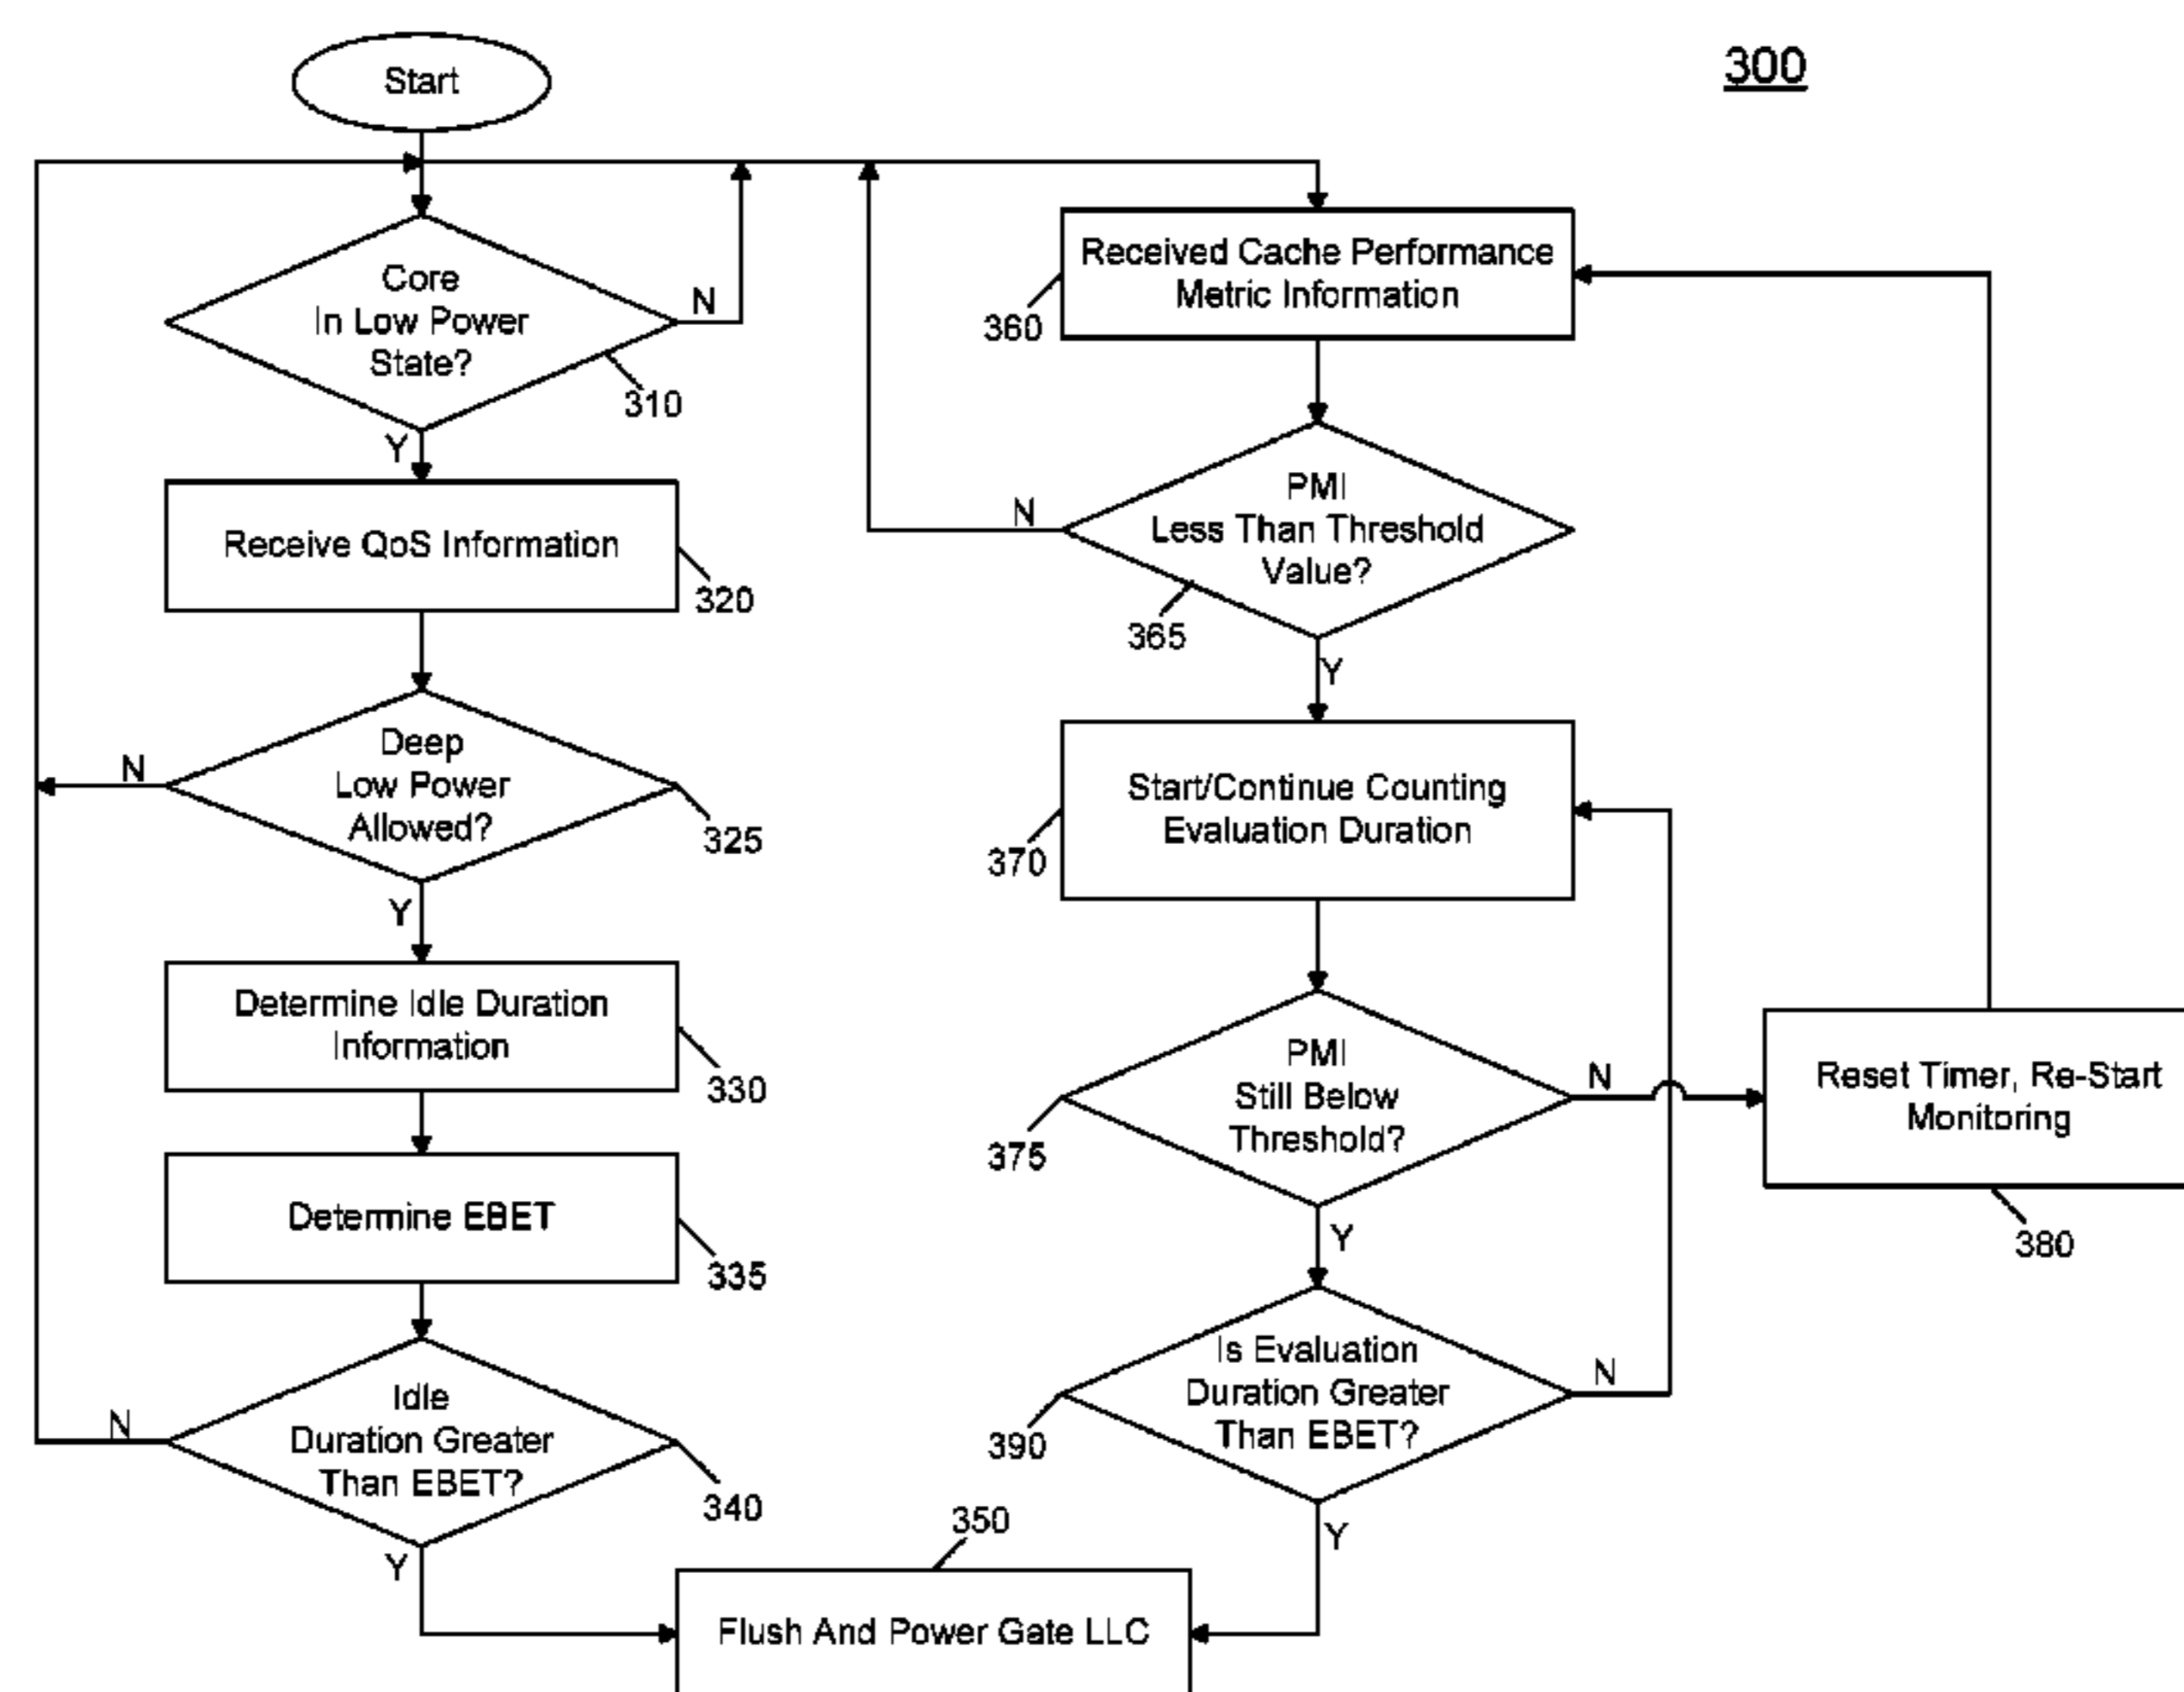 300
Start
Core
In Low Power
State?
N
310
Y
Receive QoS Information
320
Deep
Low Power
Allowed?
N
325
Y
Determine Idle Duration
Information
330
Determine EBET
335
Idle
Duration Greater
Than EBET?
N
340
Y
350
Flush And Power Gate LLC
Received Cache Performance
Metric Information
360
PMI
Less Than Threshold
Value?
N
365
Y
Start/Continue Counting
Evaluation Duration
370
PMI
Still Below
Threshold?
N
375
Y
Reset Timer, Re-Start
Monitoring
380
Is Evaluation
Duration Greater
Than EBET?
N
390
Y